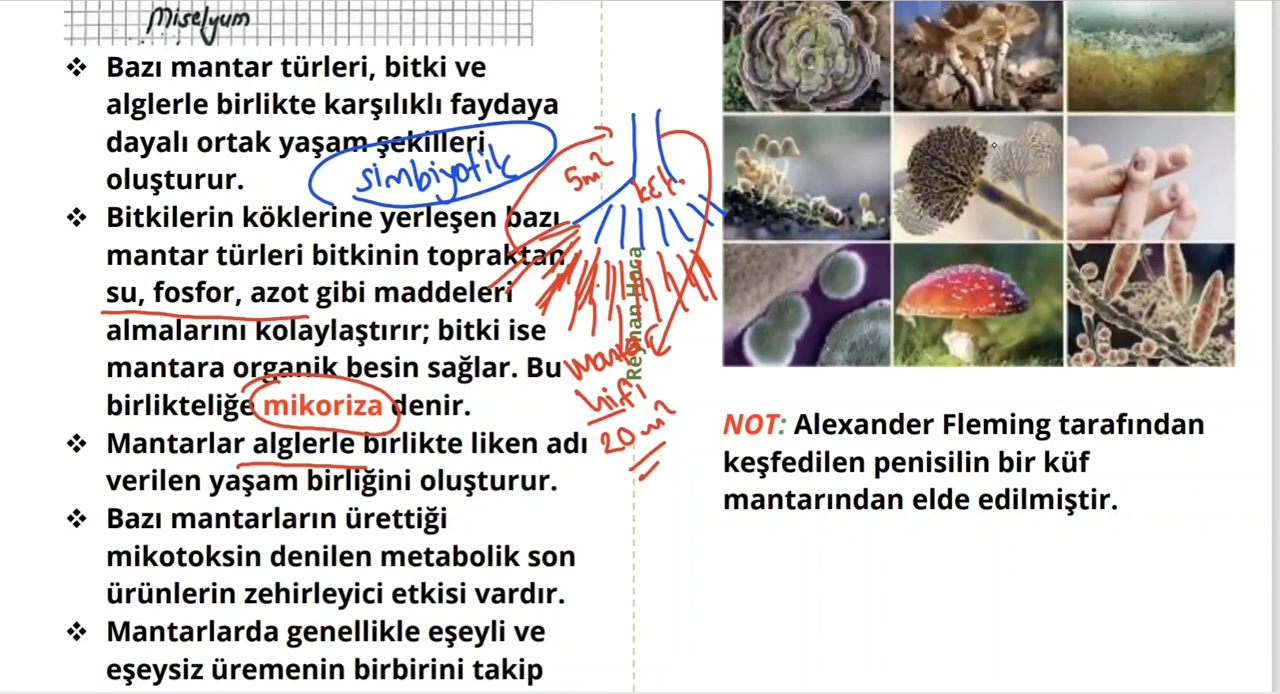 Miselyum
❖ Bazı mantar türleri, bitki ve
alglerle birlikte karşılıklı faydaya
dayalı ortak yaşam şekilleri
oluşturur.
simbiyotik
❖ Bitkilerin köklerine yerleşen bazı
mantar türleri bitkinin topraktan
su, fosfor, azot gibi maddeleri
almalarını kolaylaştırır; bitki ise
mantara organik besin sağlar. Bu
birlikteliğe mikoriza denir.
❖ Mantarlar alglerle birlikte liken adı
verilen yaşam birliğini oluşturur.
❖ Bazı mantarların ürettiği
mikotoksin denilen metabolik son
ürünlerin zehirleyici etkisi vardır.
❖ Mantarlarda genellikle eşeyli ve
eşeysiz üremenin birbirini takip
5m²
mantar
hifi
20 m²
Reyhan Hoca
NOT: Alexander Fleming tarafından
keşfedilen penisilin bir küf
mantarından elde edilmiştir.